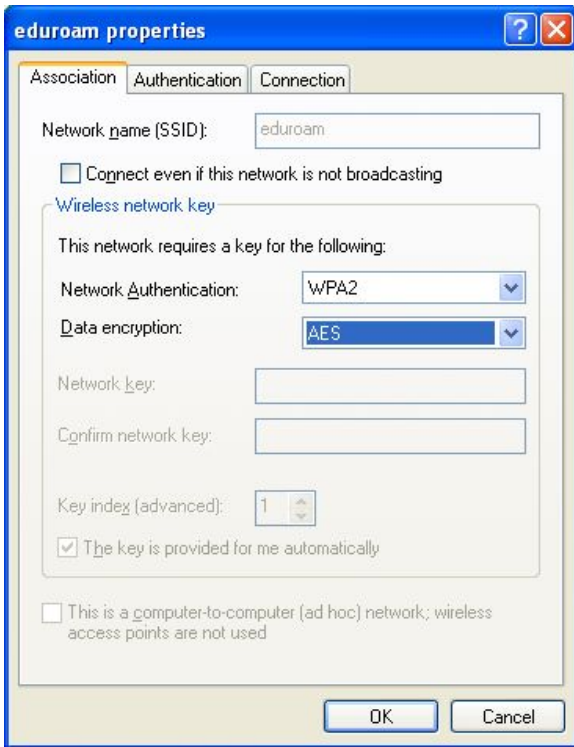 eduroam properties
Association Authentication Connection
Network name (SSID): eduroam
Connect even if this network is not broadcasting
Wireless network key
This network requires a key for the following:
Network Authentication: WPA2
Data encryption: AES
Network key:
Confirm network key:
Key index (advanced): 1
The key is provided for me automatically
This is a computer-to-computer (ad hoc) network; wireless
access points are not used
OK Cancel